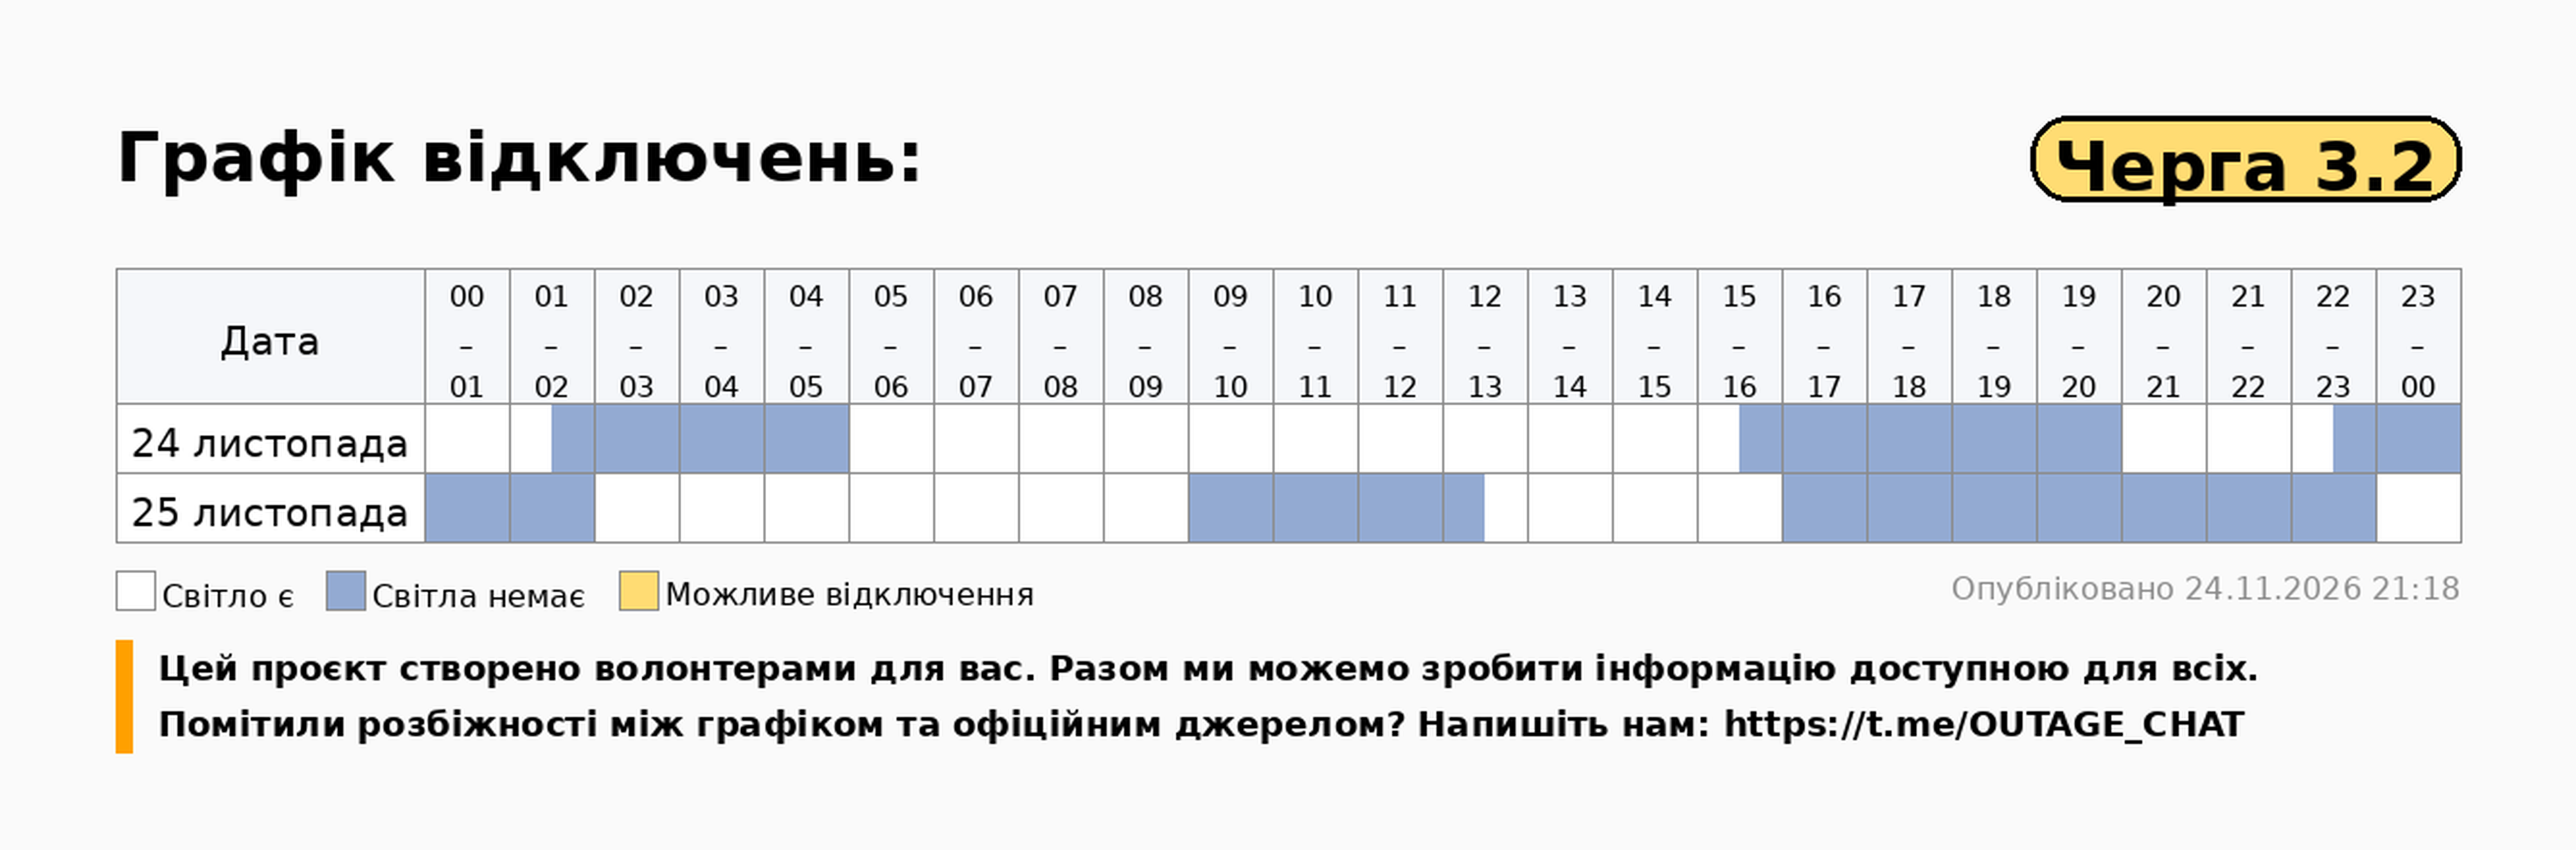 Графік відключень:
Черга 3.2
Дата 00 – 01 01 – 02 02 – 03 03 – 04 04 – 05 05 – 06 06 – 07 07 – 08 08 – 09 09 – 10 10 – 11 11 – 12 12 – 13 13 – 14 14 – 15 15 – 16 16 – 17 17 – 18 18 – 19 19 – 20 20 – 21 21 – 22 22 – 23 23 – 00
24 листопада
25 листопада
Світло є Світла немає Можливе відключення
Опубліковано 24.11.2026 21:18
Цей проєкт створено волонтерами для вас. Разом ми можемо зробити інформацію доступною для всіх.
Помітили розбіжності між графіком та офіційним джерелом? Напишіть нам: https://t.me/OUTAGE_CHAT